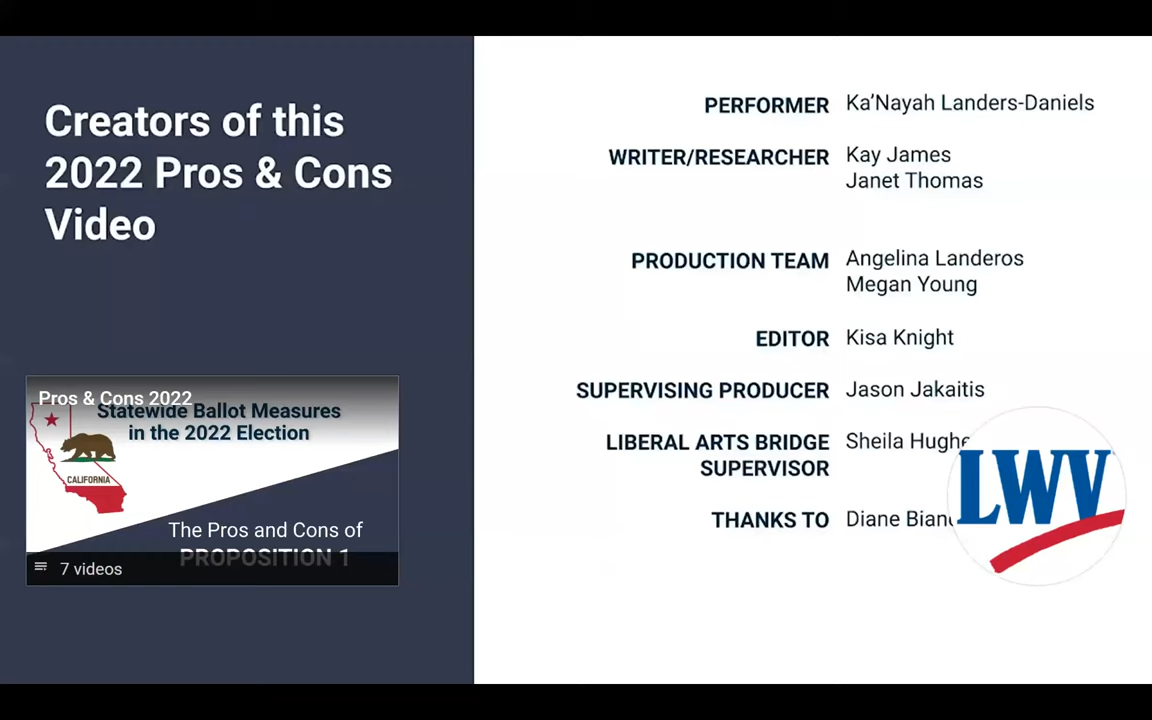 Creators of this
2022 Pros & Cons
Video
Pros & Cons 2022
Statewide Ballot Measures
in the 2022 Election
CALIFORNIA
The Pros and Cons of
PROPOSITION 1
7 videos
PERFORMER Ka’Nayah Landers-Daniels
WRITER/RESEARCHER Kay James
Janet Thomas
PRODUCTION TEAM Angelina Landeros
Megan Young
EDITOR Kisa Knight
SUPERVISING PRODUCER Jason Jakaitis
LIBERAL ARTS BRIDGE Sheila
SUPERVISOR
THANKS TO Diane
LWV